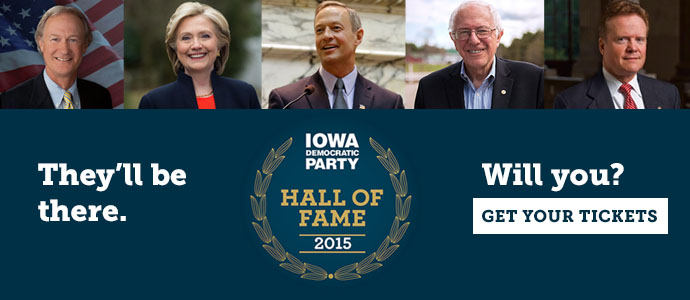 They'll be
there.
IOWA
DEMOCRATIC
PARTY
HALL OF
FAME
2015
Will you?
GET YOUR TICKETS